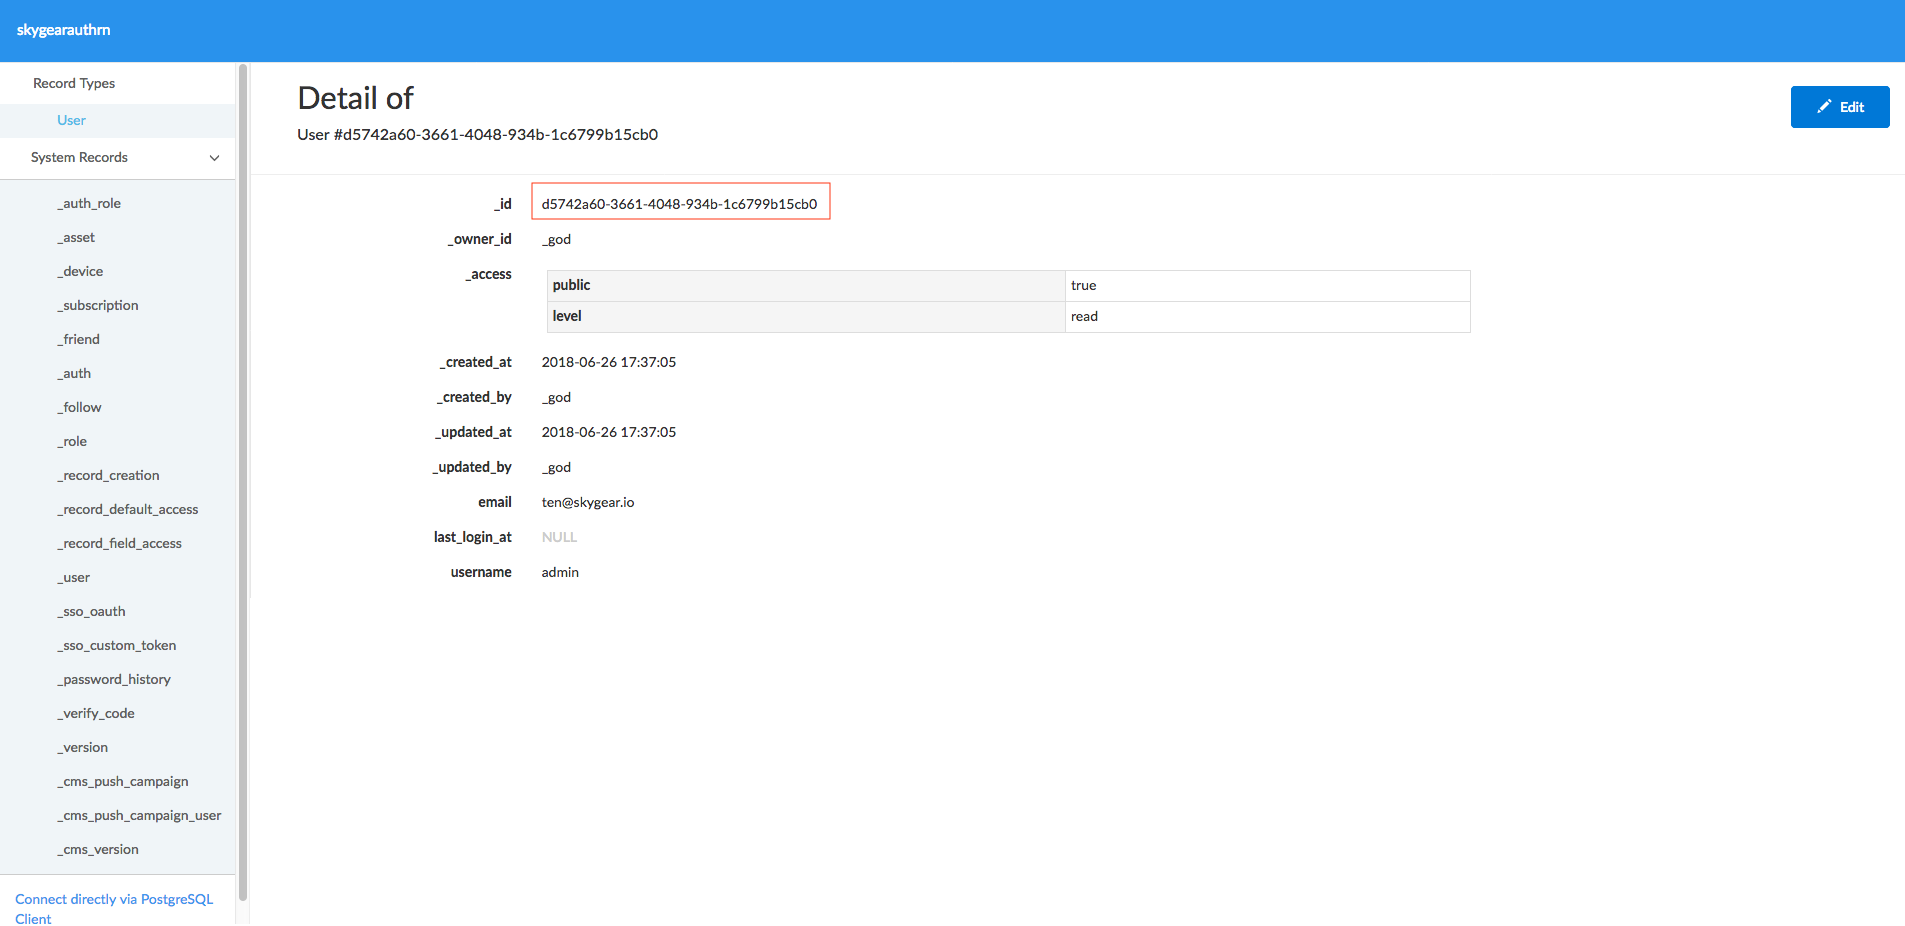 skygearauthrn
Record Types
User
System Records
_auth_role
_asset
_device
_subscription
_friend
_auth
_follow
_role
_record_creation
_record_default_access
_record_field_access
_user
_sso_oauth
_sso_custom_token
_password_history
_verify_code
_version
_cms_push_campaign
_cms_push_campaign_user
_cms_version
Connect directly via PostgreSQL
Client
Detail of
User #d5742a60-3661-4048-934b-1c6799b15cb0
Edit
_id d5742a60-3661-4048-934b-1c6799b15cb0
_owner_id _god
_access
public true
level read
_created_at 2018-06-26 17:37:05
_created_by _god
_updated_at 2018-06-26 17:37:05
_updated_by _god
email ten@skygear.io
last_login_at NULL
username admin